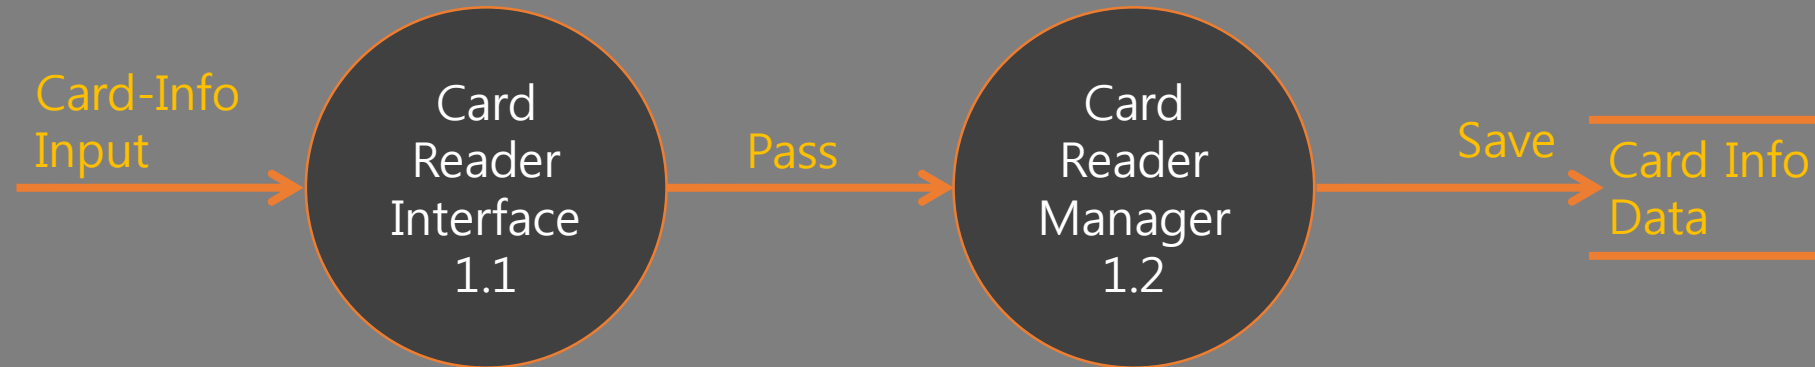 Card-Info
Input
Card
Reader
Interface
1.1
Pass
Card
Reader
Manager
1.2
Save
Card Info
Data